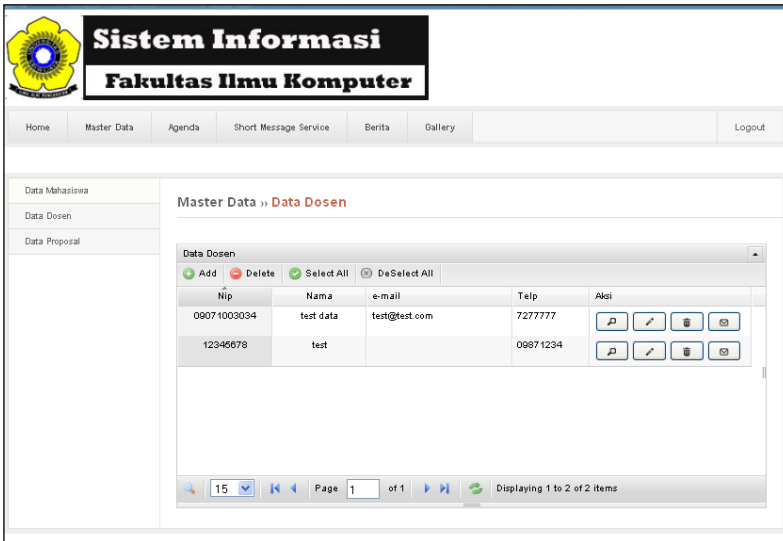 Sistem Informasi
Fakultas Ilmu Komputer
Home Master Data Agenda Short Message Service Berita Gallery Logout
Data Mahasiswa
Data Dosen
Data Proposal
Master Data » Data Dosen
Data Dosen
Add Delete Select All DeSelect All
Nip Nama e-mail Telp Aksi
09071003034 test data test@test.com 7277777
12345678 test 09871234
15 Page 1 of 1 Displaying 1 to 2 of 2 items